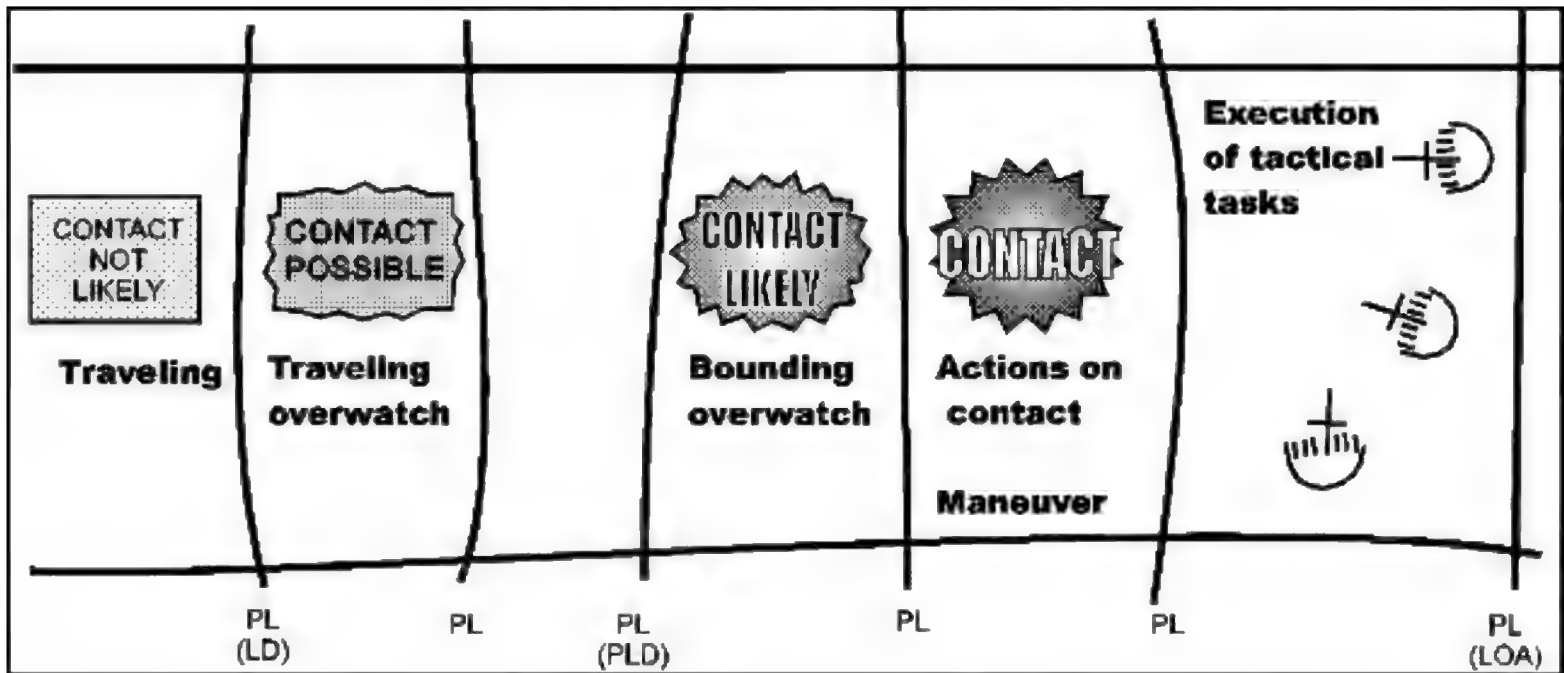 CONTACT
NOT
LIKELY
Traveling
CONTACT
POSSIBLE
Traveling
overwatch
CONTACT
LIKELY
Bounding
overwatch
CONTACT
Actions on
contact
Maneuver
Execution
of tactical
tasks
PL
(LD)
PL
PL
(PLD)
PL
PL
PL
(LOA)